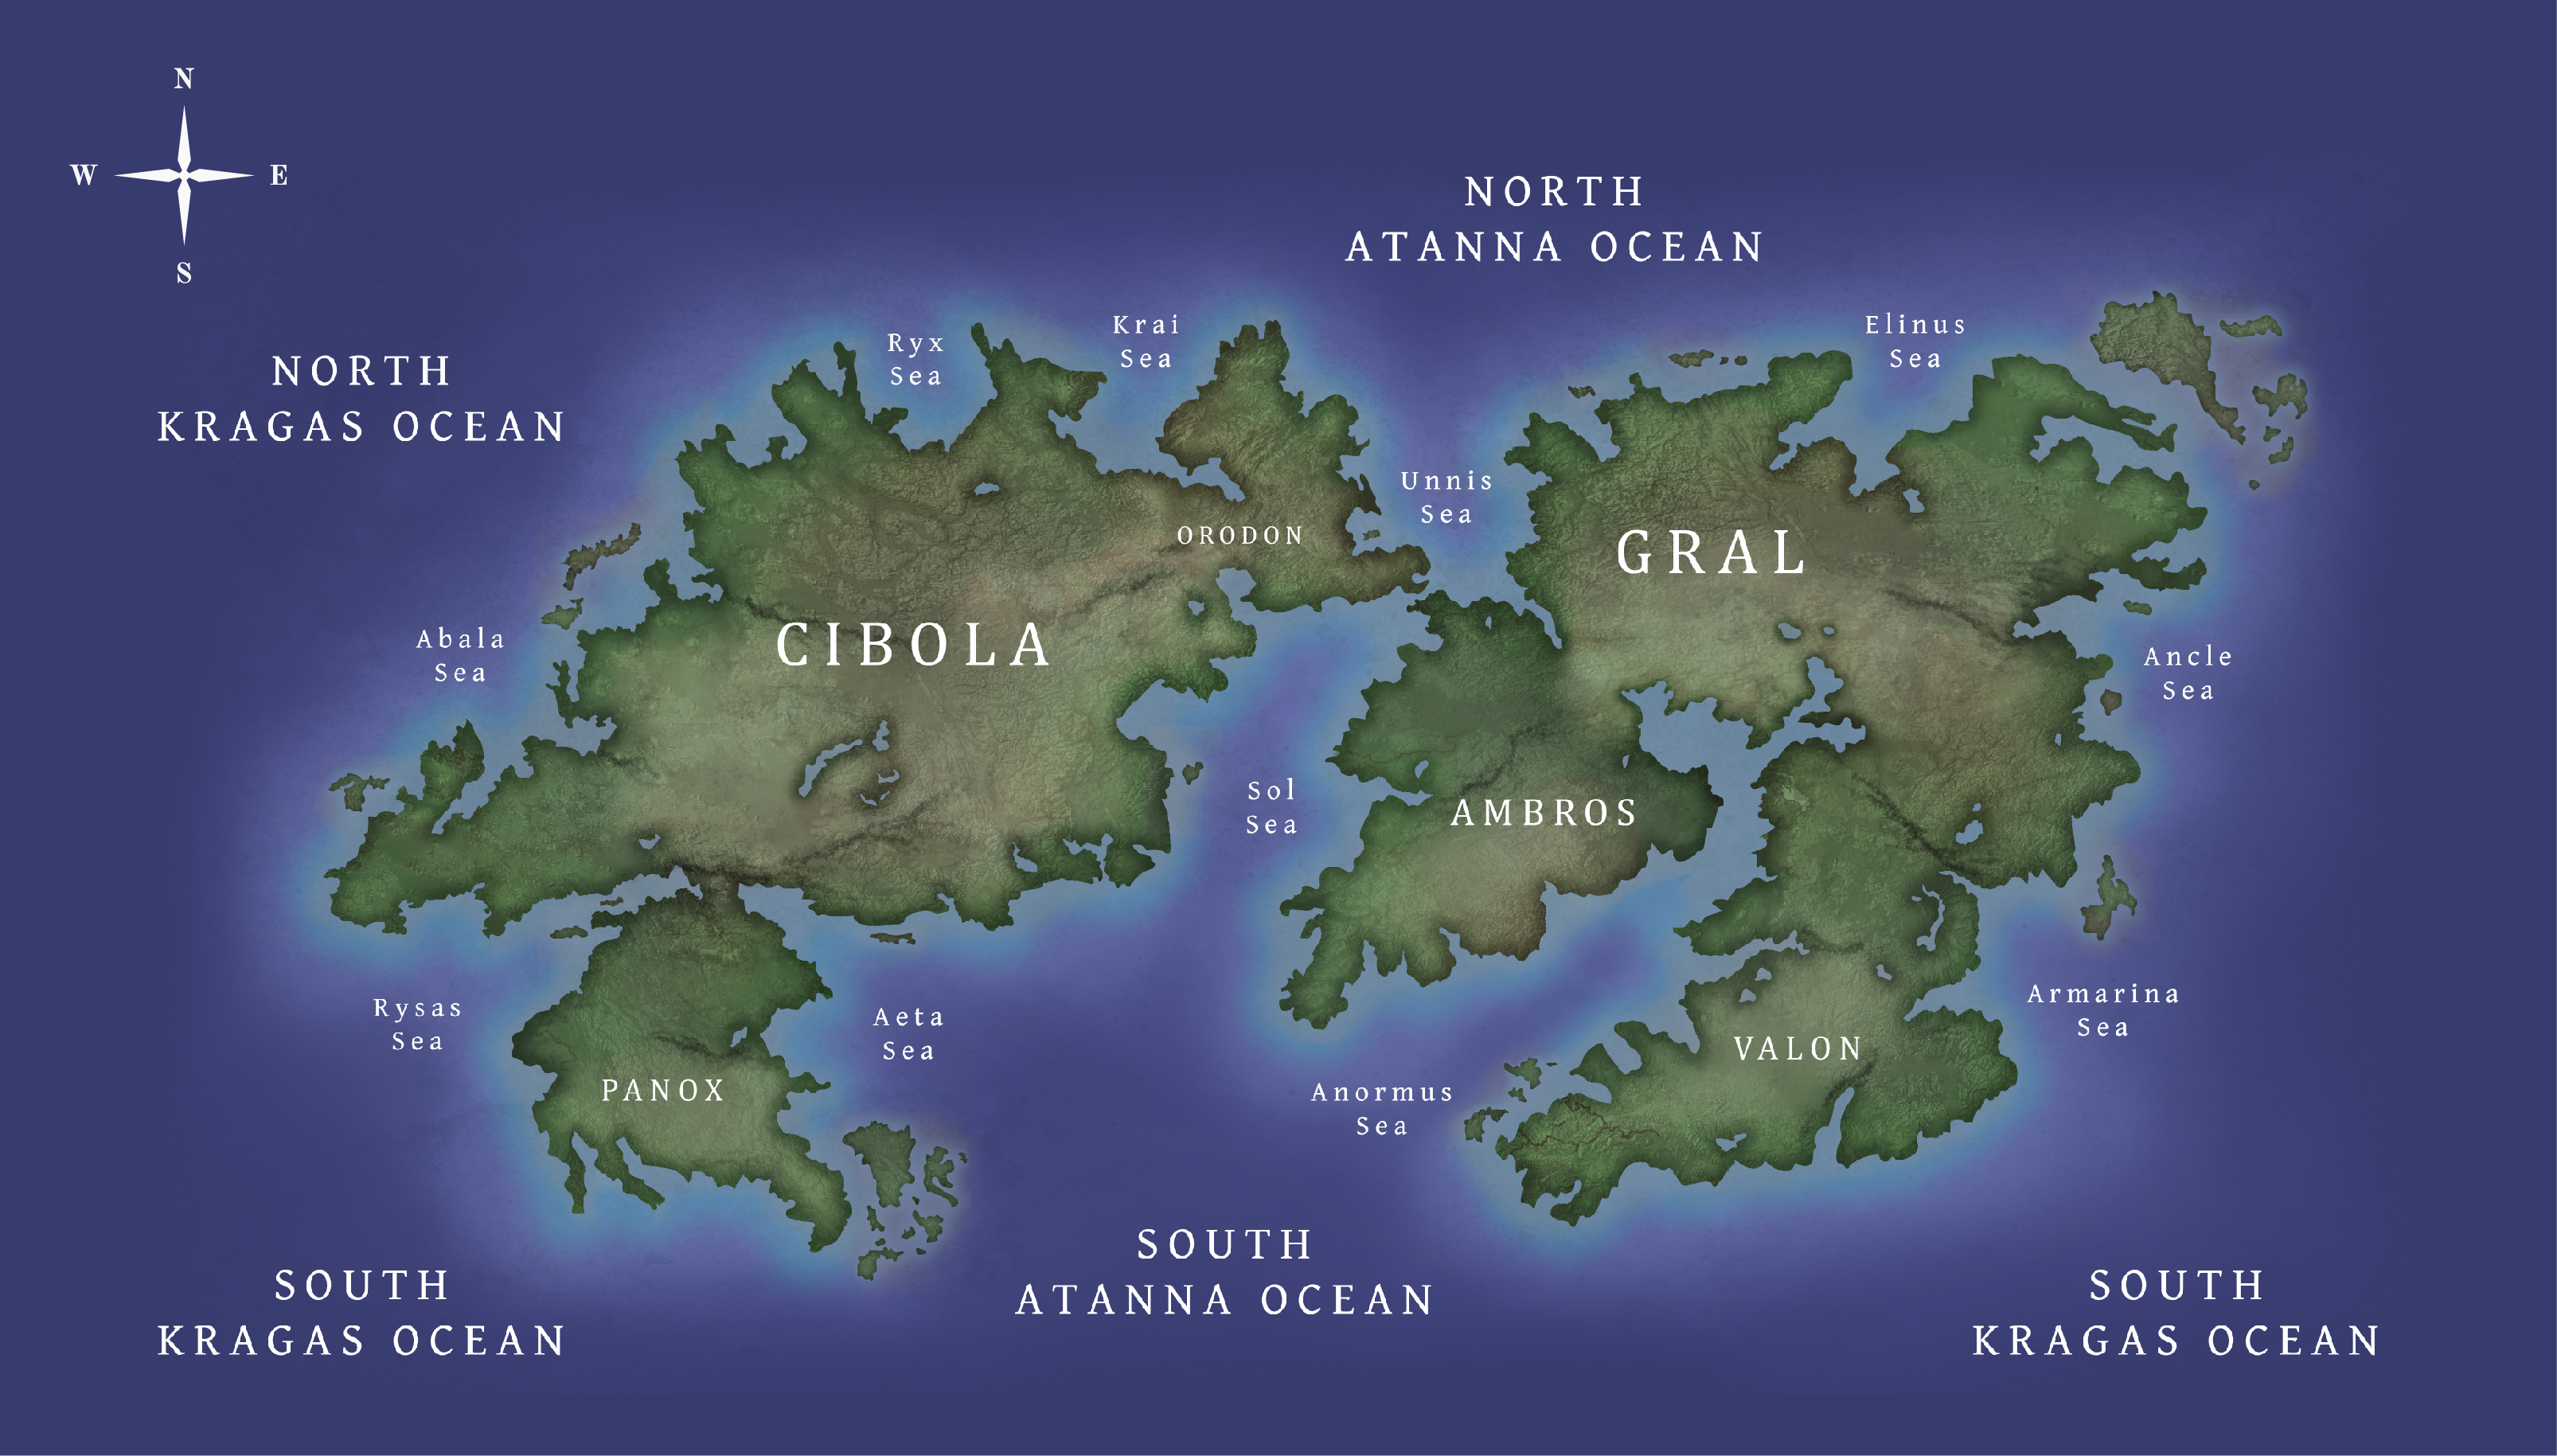 N
W
E
S
NORTH
ATANNA OCEAN
NORTH
KRAGAS OCEAN
Ryx
Sea
Krai
Sea
Elinus
Sea
Unnis
Sea
ORODON
GRAL
CIBOLA
Abala
Sea
Ancle
Sea
Sol
Sea
AMBROS
Rysas
Sea
Aeta
Sea
Armarina
Sea
PANOX
VALON
Anormus
Sea
SOUTH
KRAGAS OCEAN
SOUTH
ATANNA OCEAN
SOUTH
KRAGAS OCEAN